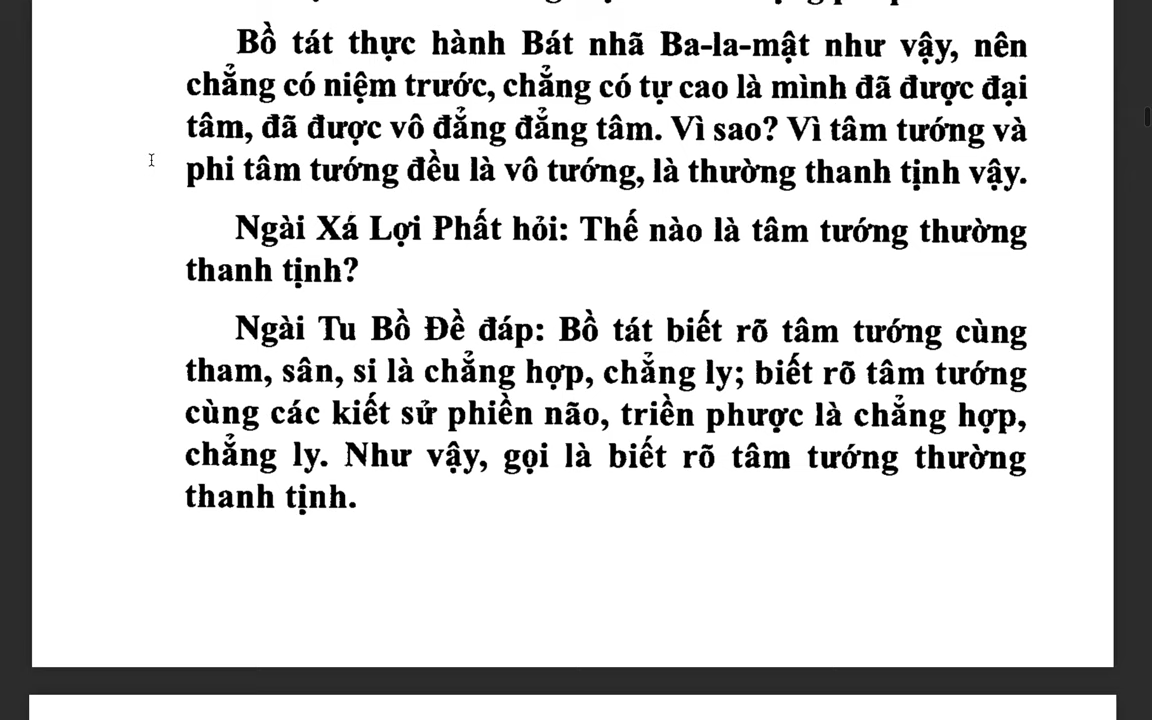 Bồ tát thực hành Bát nhã Ba-la-mật như vậy, nên
chẳng có niệm trước, chẳng có tự cao là mình đã được đại
tâm, đã được vô đẳng đẳng tâm. Vì sao? Vì tâm tướng và
phi tâm tướng đều là vô tướng, là thường thanh tịnh vậy.
Ngài Xá Lợi Phất hỏi: Thế nào là tâm tướng thường
thanh tịnh?
Ngài Tu Bồ Đề đáp: Bồ tát biết rõ tâm tướng cùng
tham, sân, si là chẳng hợp, chẳng ly; biết rõ tâm tướng
cùng các kiết sử phiền não, triền phược là chẳng hợp,
chẳng ly. Như vậy, gọi là biết rõ tâm tướng thường
thanh tịnh.